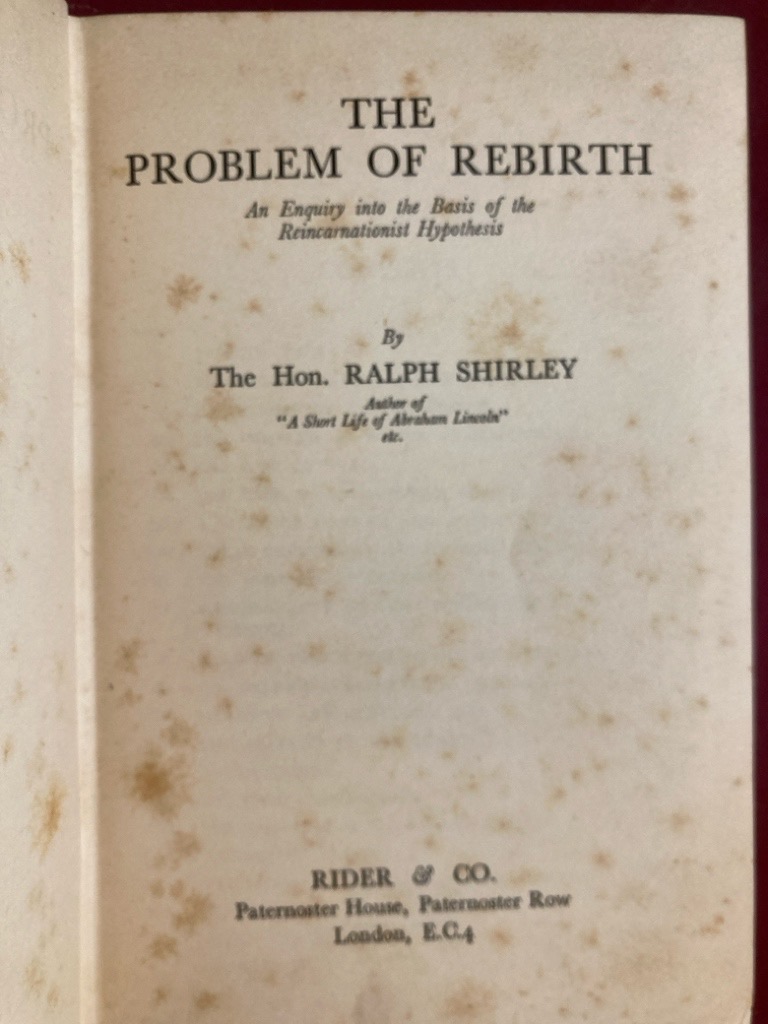 THE
PROBLEM OF REBIRTH
An Enquiry into the Basis of the
Reincarnationist Hypothesis
By
The Hon. RALPH SHIRLEY
Author of
"A Short Life of Abraham Lincoln"
etc.
RIDER & CO.
Paternoster House, Paternoster Row
London, E.C.4